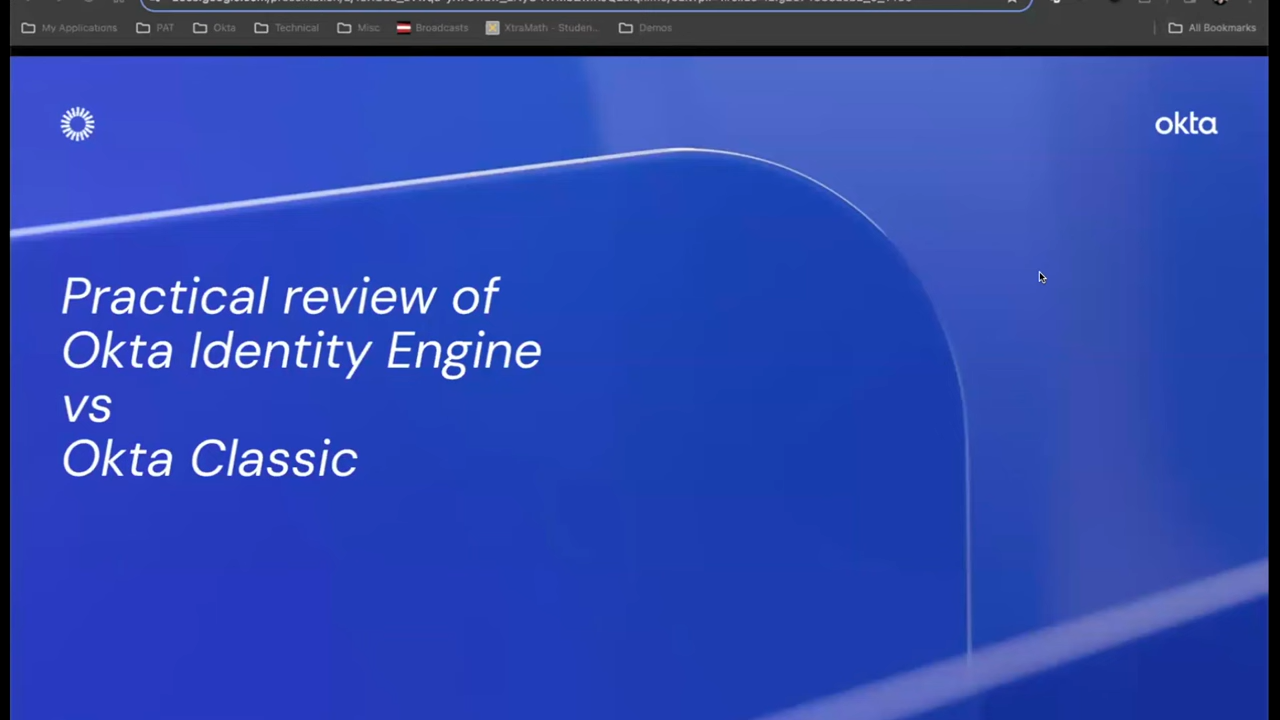 My Applications PAT Okta Technical Misc Broadcasts XtraMath - Studen... Demos All Bookmarks
okta
Practical review of
Okta Identity Engine
vs
Okta Classic